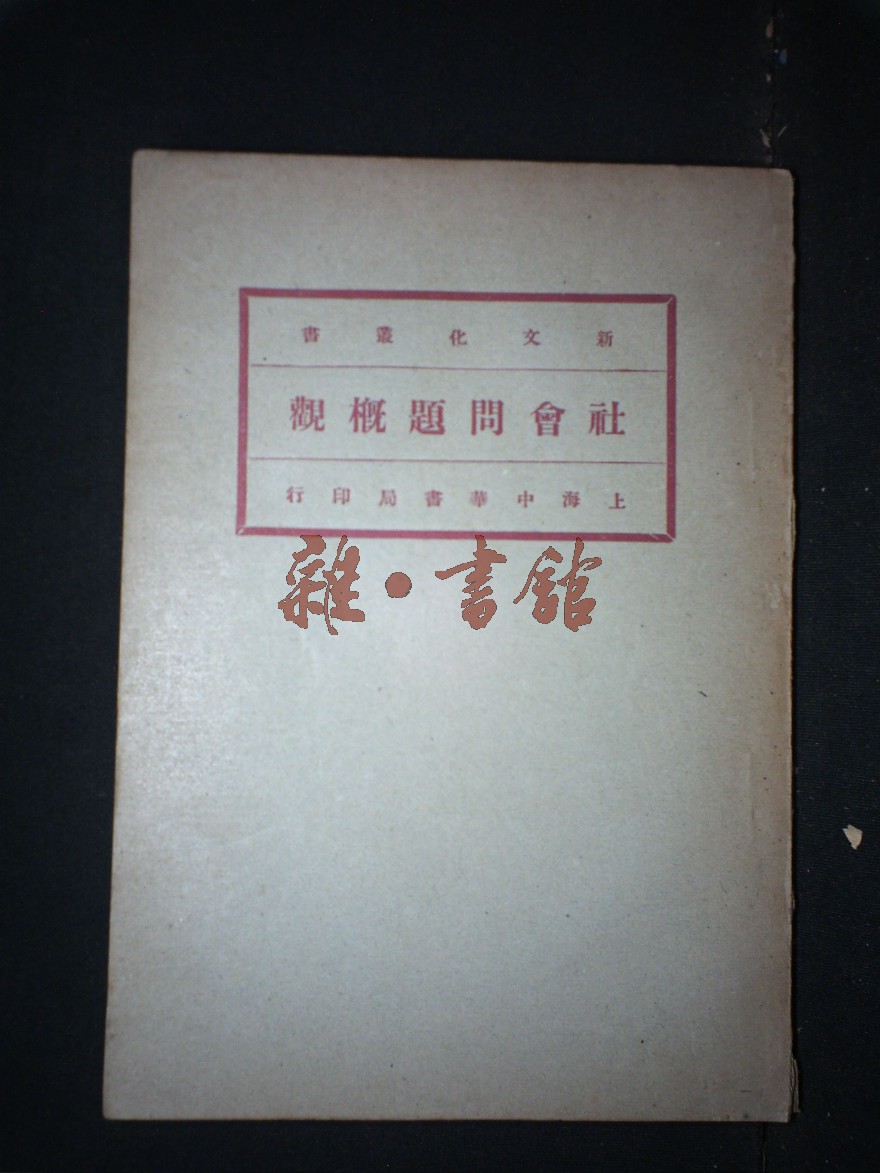 新文化叢書
社會問題概觀
上海中華書局印行
雜·書館